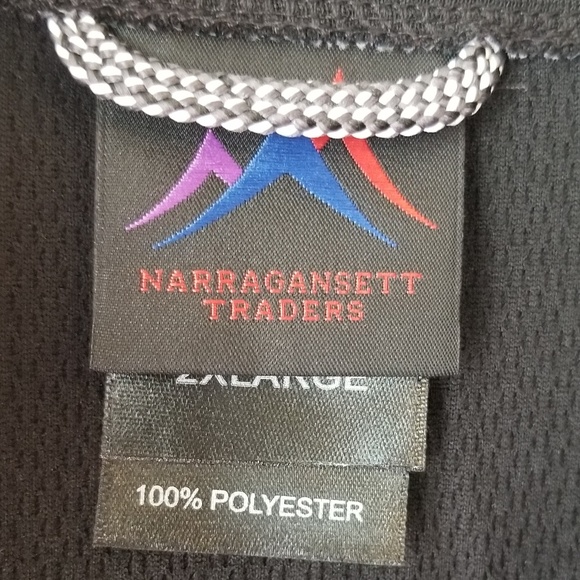 NARRAGANSETT
TRADERS
2XLARGE
100% POLYESTER